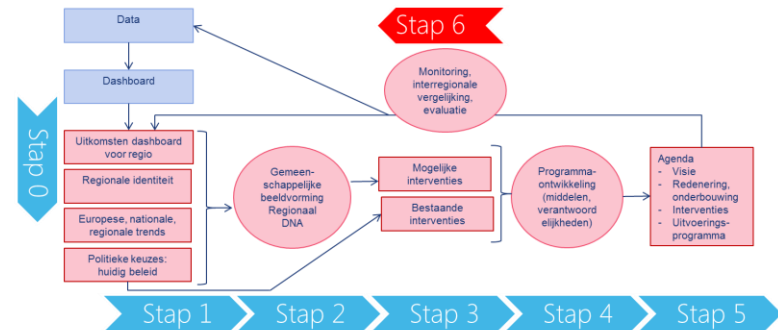 Data
Stap 6
Monitoring,
interregionale
vergelijking,
evaluatie
Dashboard
Stap 0
Uitkomsten dashboard
voor regio
Regionale identiteit
Europese, nationale,
regionale trends
Politieke keuzes:
huidig beleid
Gemeen-
schappelijke
beeldvorming
Regionaal
DNA
Mogelijke
interventies
Bestaande
interventies
Programma-
ontwikkeling
(middelen,
verantwoord
elijkheden)
Agenda
- Visie
- Redenering,
onderbouwing
- Interventies
- Uitvoerings-
programma
Stap 1
Stap 2
Stap 3
Stap 4
Stap 5